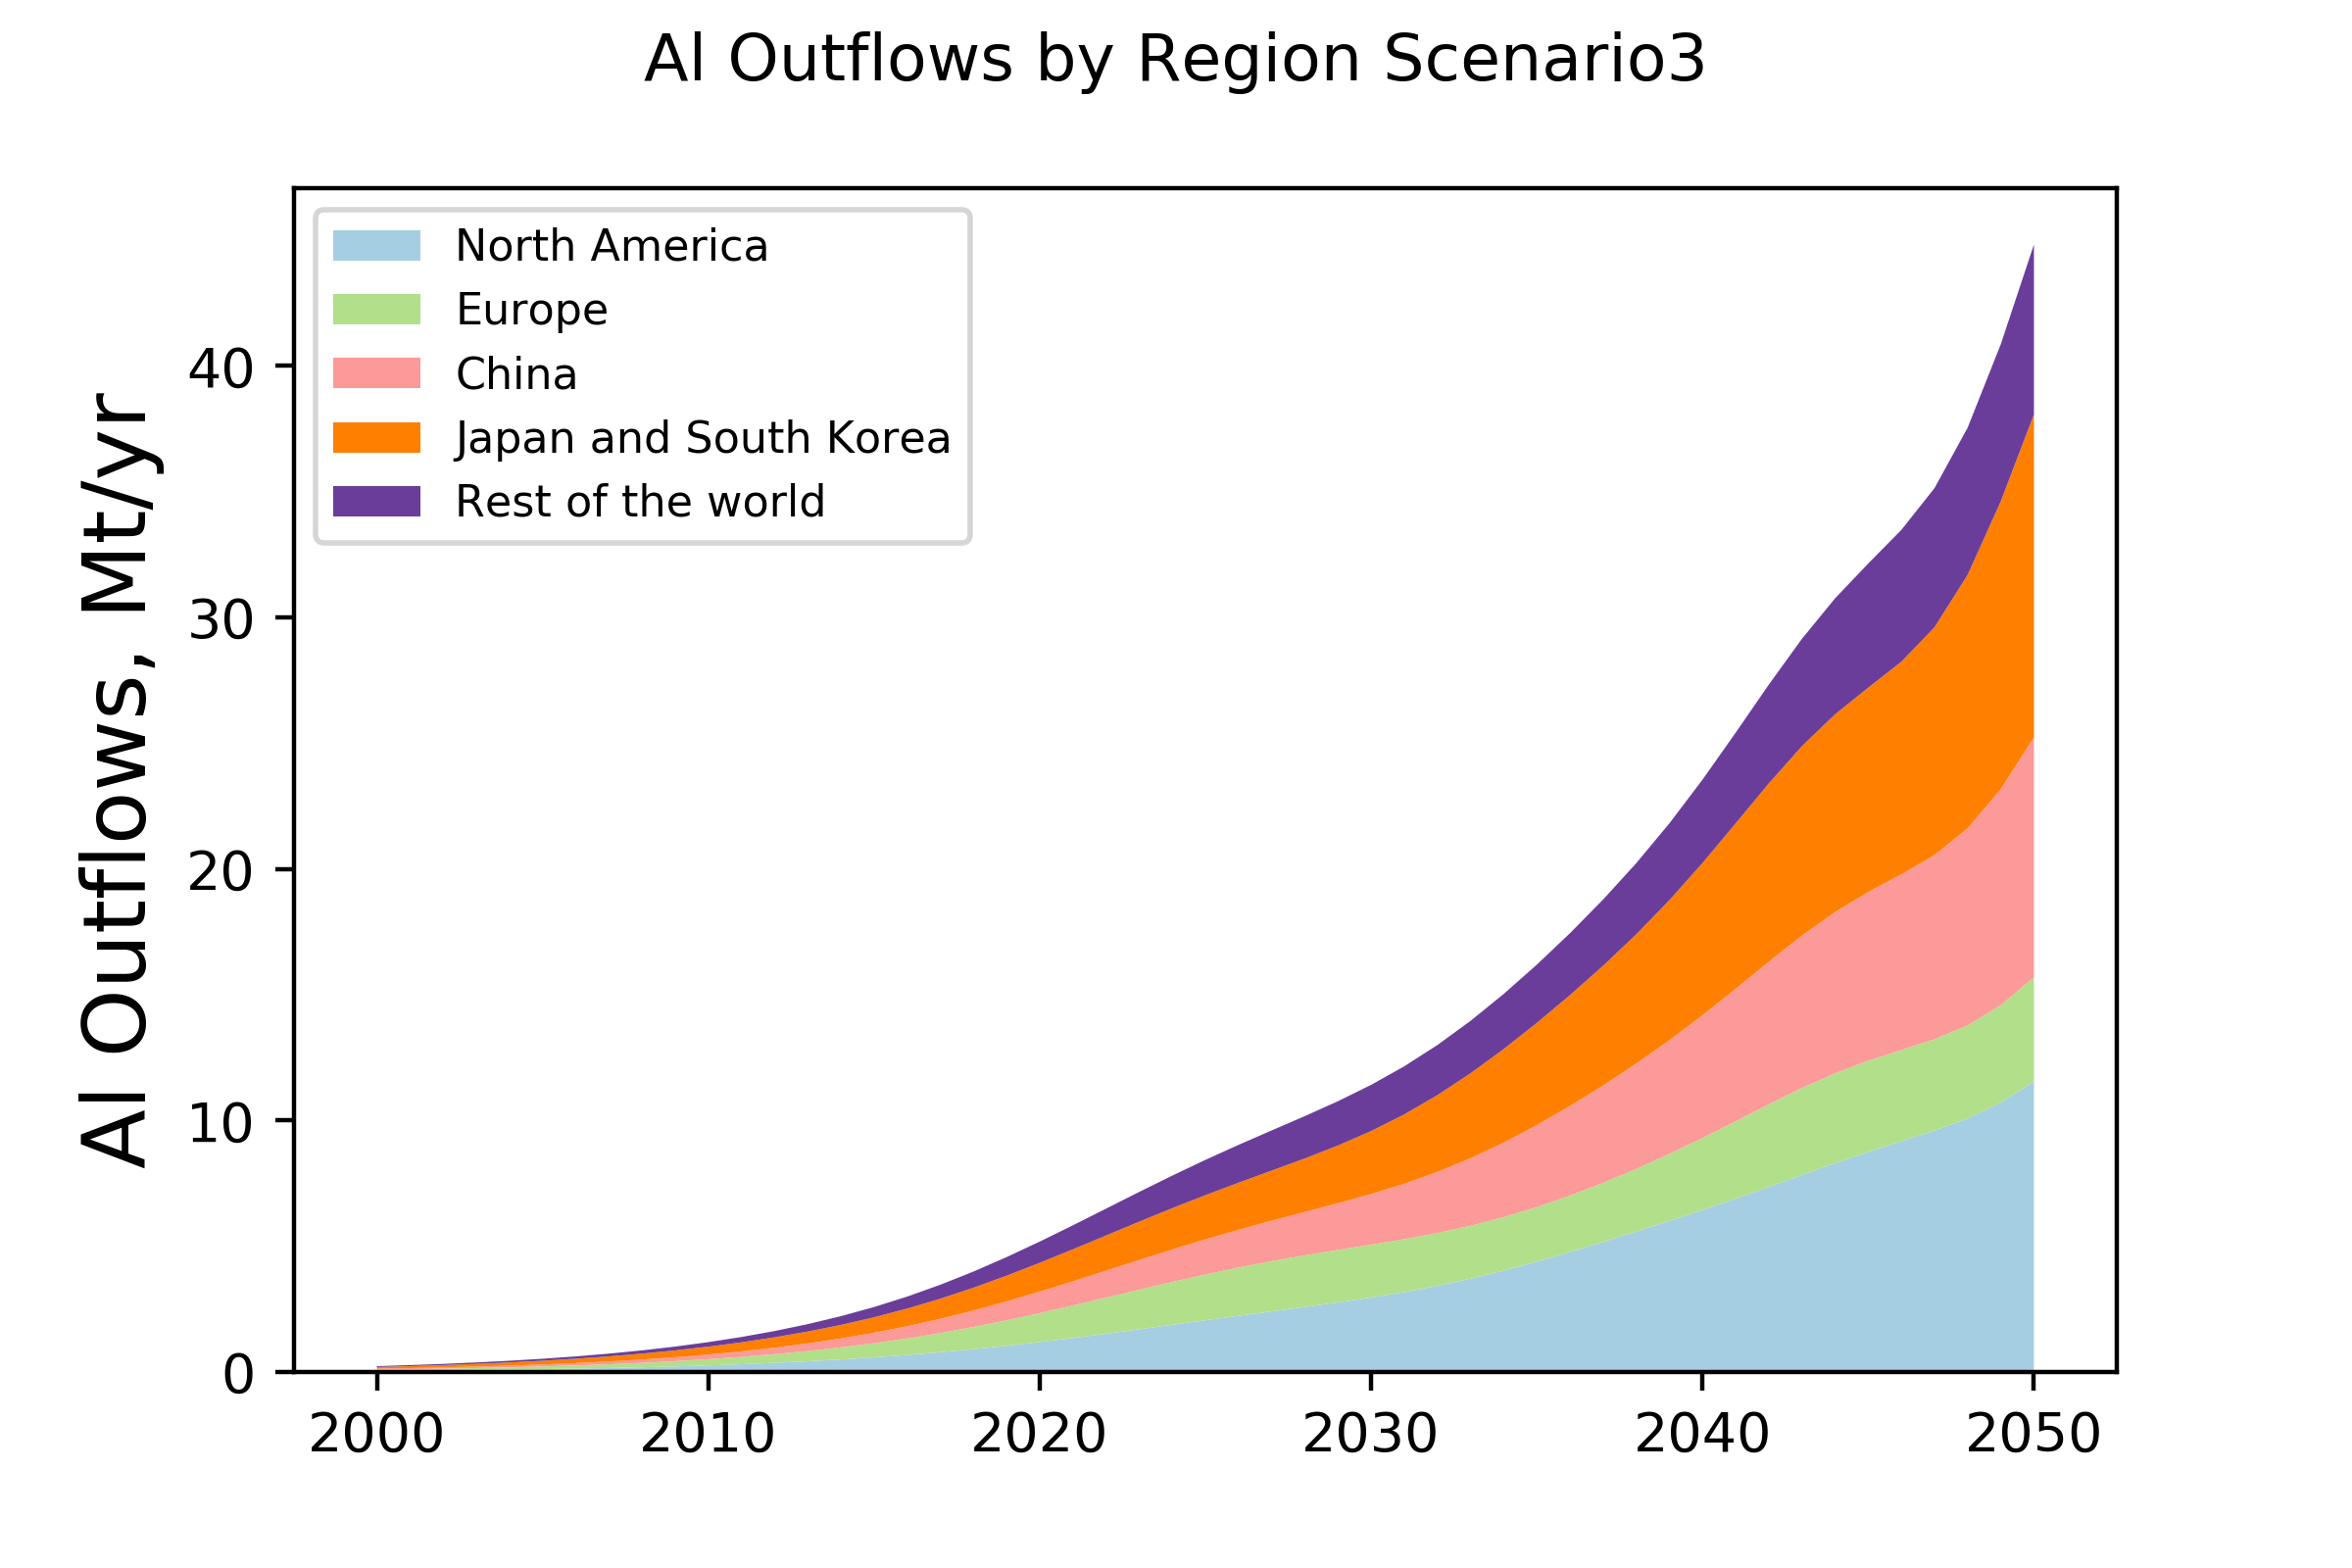 Al Outflows by Region Scenario3
Al Outflows, Mt/yr
North America
Europe
China
Japan and South Korea
Rest of the world
40
30
20
10
0
2000 2010 2020 2030 2040 2050